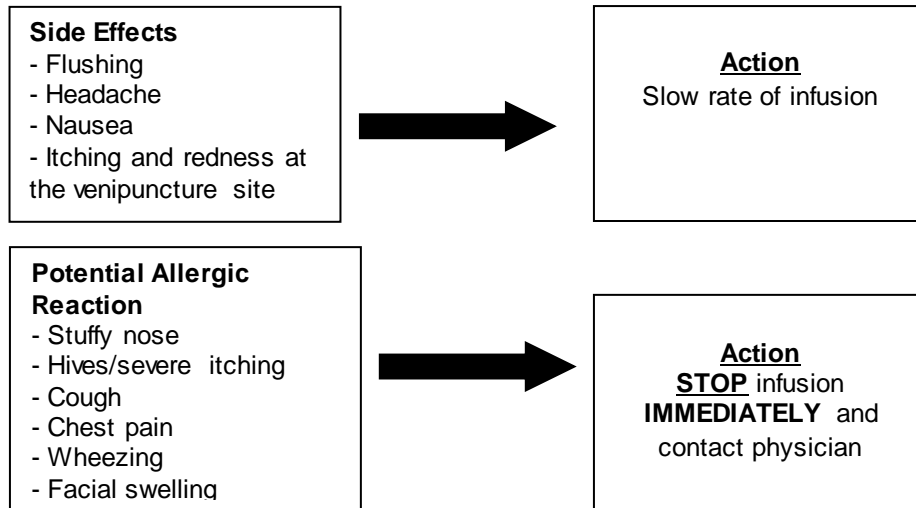 Side Effects
- Flushing
- Headache
- Nausea
- Itching and redness at
the venipuncture site
Action
Slow rate of infusion
Potential Allergic
Reaction
- Stuffy nose
- Hives/severe itching
- Cough
- Chest pain
- Wheezing
- Facial swelling
Action
STOP infusion
IMMEDIATELY and
contact physician